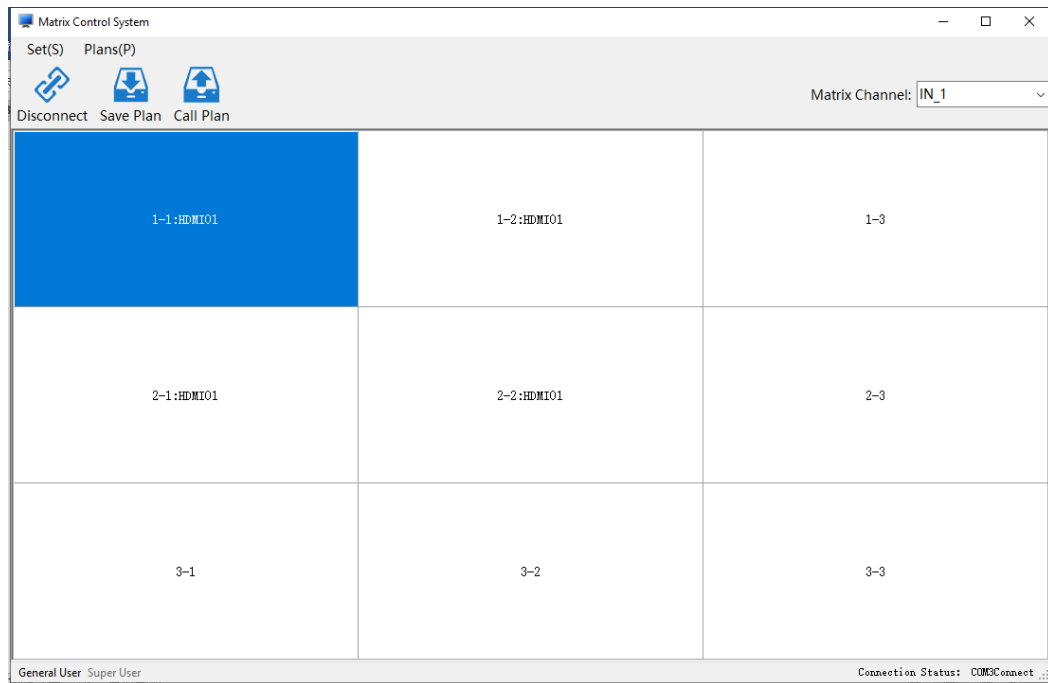 Matrix Control System
Set(S) Plans(P)
Disconnect Save Plan Call Plan
Matrix Channel: IN_1
1-1:HDMI01 1-2:HDMI01 1-3
2-1:HDMI01 2-2:HDMI01 2-3
3-1 3-2 3-3
General User Super User Connection Status: COM3Connect